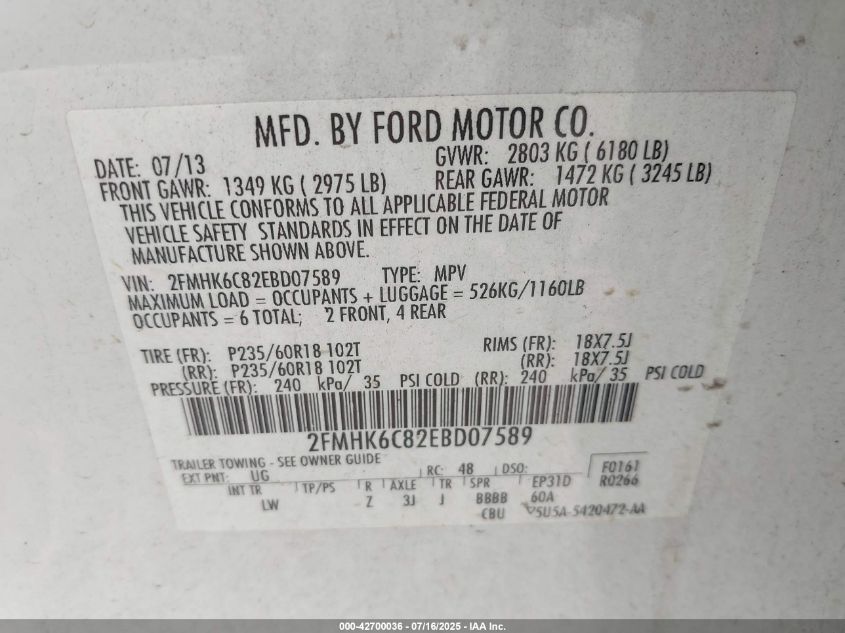 MFD. BY FORD MOTOR CO.
DATE: 07/13 GVWR: 2803 KG ( 6180 LB)
FRONT GAWR: 1349 KG ( 2975 LB) REAR GAWR: 1472 KG ( 3245 LB)
THIS VEHICLE CONFORMS TO ALL APPLICABLE FEDERAL MOTOR
VEHICLE SAFETY STANDARDS IN EFFECT ON THE DATE OF
MANUFACTURE SHOWN ABOVE.
VIN: 2FMHK6C82EBD07589 TYPE: MPV
MAXIMUM LOAD = OCCUPANTS + LUGGAGE = 526KG/1160LB
OCCUPANTS = 6 TOTAL; 2 FRONT, 4 REAR
TIRE (FR): P235/60R18 102T RIMS (FR): 18X7.5J
(RR): P235/60R18 102T (RR): 18X7.5J
PRESSURE (FR): 240 kPa/ 35 PSI COLD (RR): 240 kPa/ 35 PSI COLD
2FMHK6C82EBD07589
TRAILER TOWING - SEE OWNER GUIDE
EXT PNT: UG RC: 48 DSO: F0161
INT TR TP/PS R AXLE TR SPR EP31D R0266
LW Z 3J J BBBB 60A
CBU 5U5A-5420472-AA
000-42700036 - 07/16/2025 - IAA Inc.